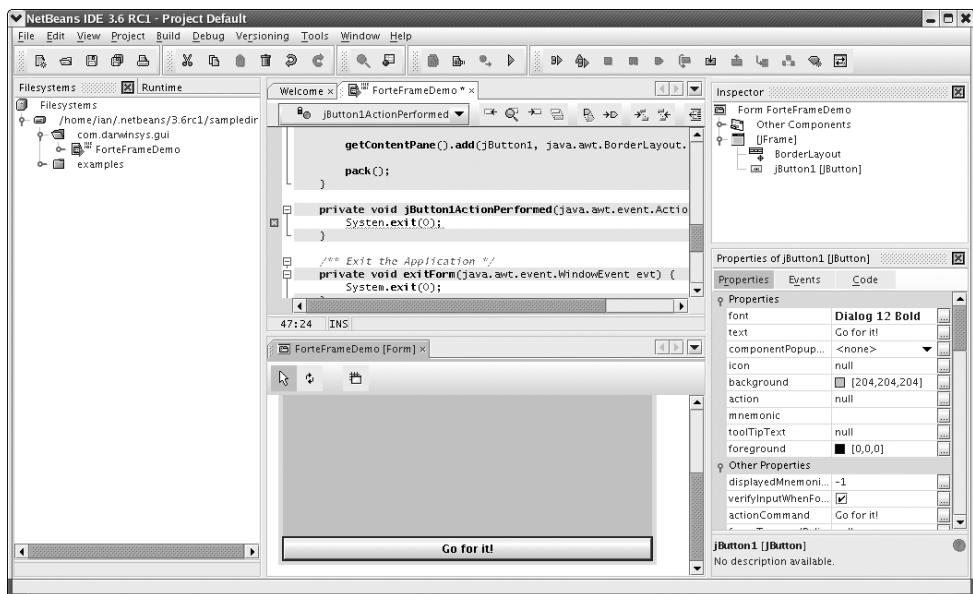 NetBeans IDE 3.6 RC1 - Project Default
File Edit View Project Build Debug Versioning Tools Window Help
Filesystems Runtime
Filesystems
/home/ian/.netbeans/3.6rc1/sampledir
com.darwinsys.gui
ForteFrameDemo
examples
Welcome ForteFrameDemo *
jButton1ActionPerformed
getContentPane().add(jButton1, java.awt.BorderLayout.
pack();
}
private void jButton1ActionPerformed(java.awt.event.Actio
Systen.exit(0);
}
/** Exit the Application */
private void exitForm(java.awt.event.WindowEvent evt) {
System.exit(0);
47:24 INS
ForteFrameDemo [Form]
Go for it!
Inspector
Form ForteFrameDemo
Other Components
[JFrame]
BorderLayout
jButton1 [JButton]
Properties of jButton1 [JButton]
Properties Events Code
Properties
font Dialog 12 Bold ...
text Go for it! ...
componentPopup... <none> ...
icon null ...
background [204,204,204] ...
action null ...
mnemonic ...
toolTipText null ...
foreground [0,0,0] ...
Other Properties
displayedMnemoni... -1 ...
verifyInputWhenFo... ...
actionCommand Go for it! ...
jButton1 [JButton]
No description available.